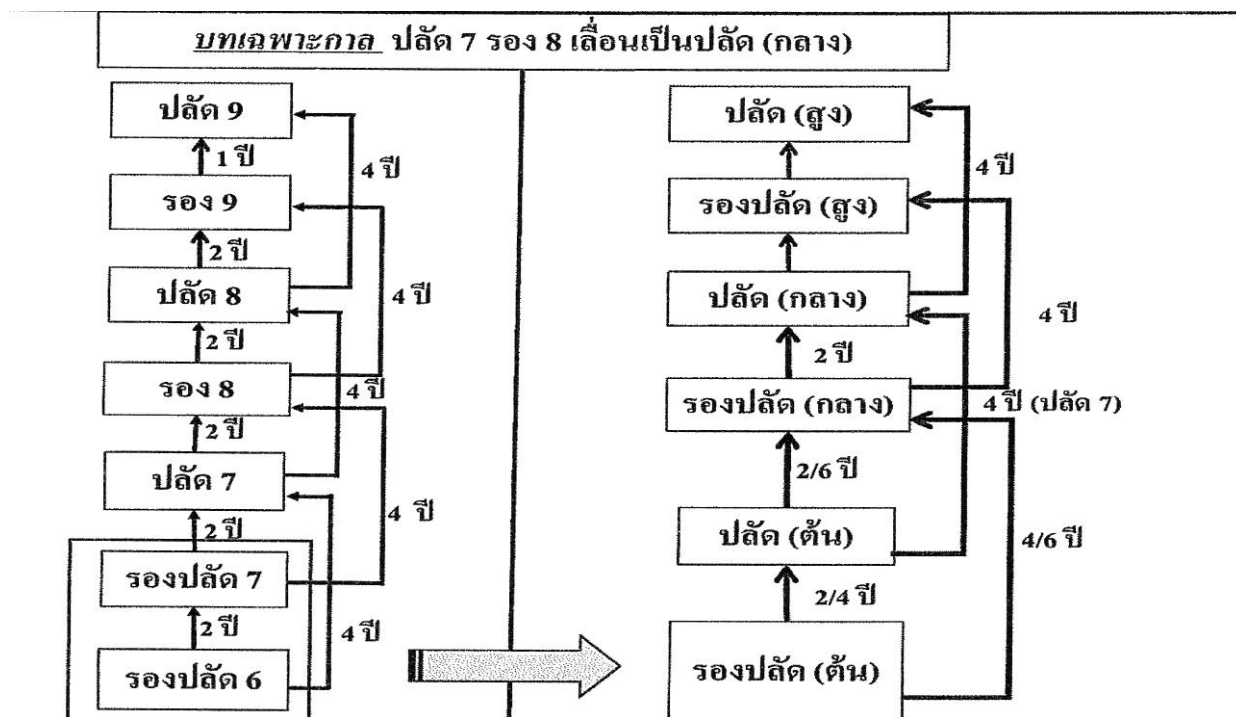 บทเฉพาะกาล ปลัด 7 รอง 8 เลื่อนเป็นปลัด (กลาง)
ปลัด 9
1 ปี
4 ปี
รอง 9
2 ปี
ปลัด 8
4 ปี
2 ปี
รอง 8
4 ปี
2 ปี
ปลัด 7
4 ปี
2 ปี
รองปลัด 7
2 ปี
4 ปี
รองปลัด 6
ปลัด (สูง)
4 ปี
รองปลัด (สูง)
ปลัด (กลาง)
4 ปี
2 ปี
รองปลัด (กลาง)
4 ปี (ปลัด 7)
2/6 ปี
ปลัด (ต้น)
4/6 ปี
2/4 ปี
รองปลัด (ต้น)